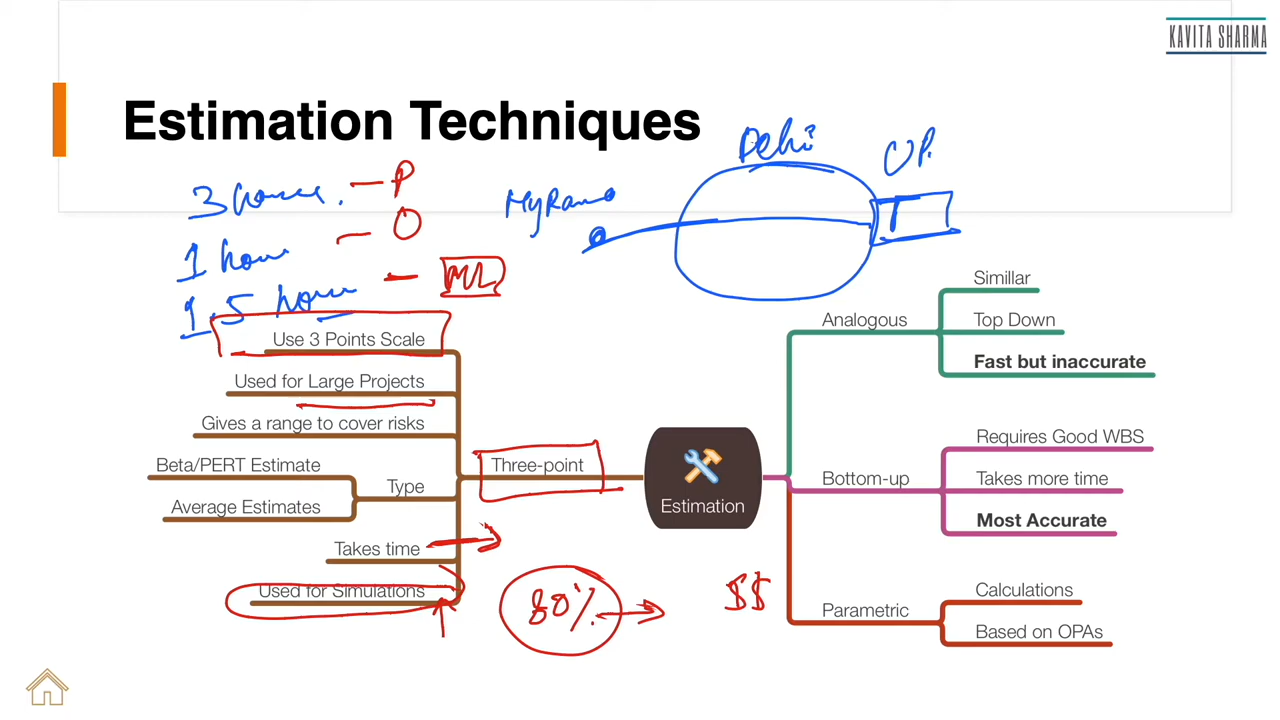 KAVITA SHARMA
Estimation Techniques
3 hours. – P
1 hour – O
1.5 hour – ML
Delhi
UP.
T
Use 3 Points Scale
Used for Large Projects
Gives a range to cover risks
Beta/PERT Estimate
Type
Average Estimates
Takes time
Used for Simulations
Three-point
80%
$$
Estimation
Analogous
Simillar
Top Down
Fast but inaccurate
Bottom-up
Requires Good WBS
Takes more time
Most Accurate
Parametric
Calculations
Based on OPAs